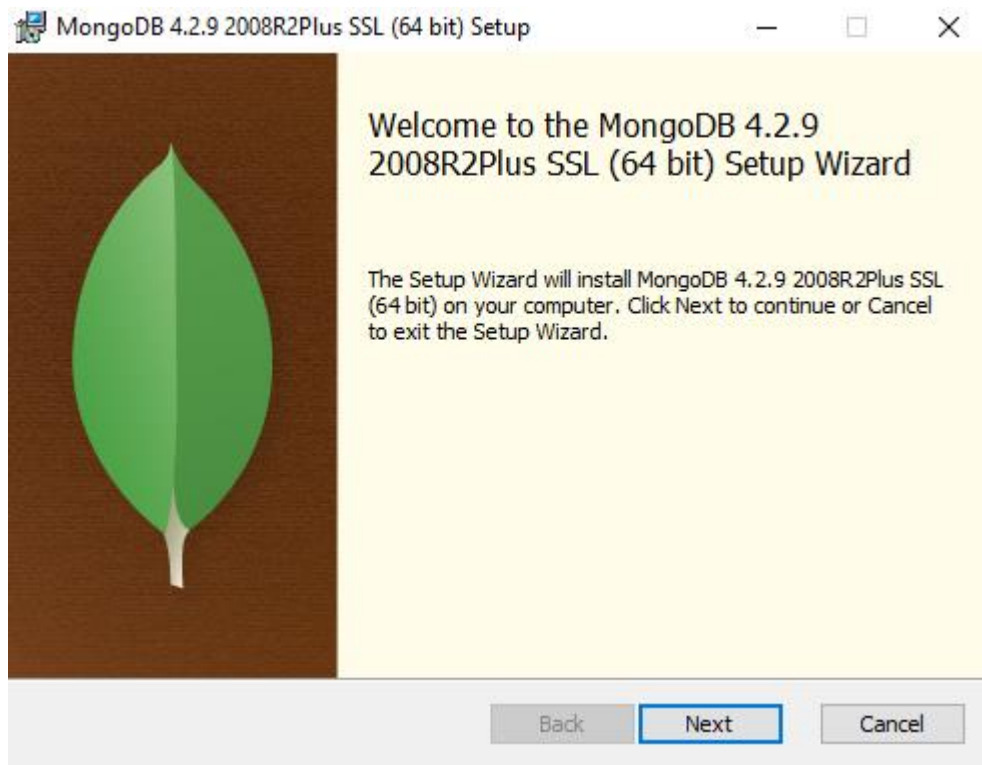 MongoDB 4.2.9 2008R2Plus SSL (64 bit) Setup
Welcome to the MongoDB 4.2.9
2008R2Plus SSL (64 bit) Setup Wizard
The Setup Wizard will install MongoDB 4.2.9 2008R2Plus SSL
(64 bit) on your computer. Click Next to continue or Cancel
to exit the Setup Wizard.
Back Next Cancel